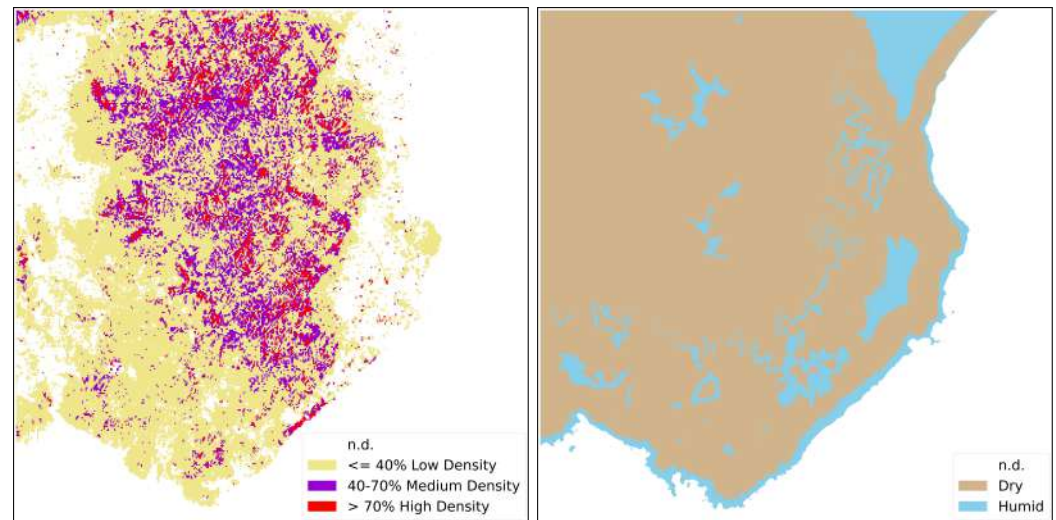 n.d.
<= 40% Low Density
40-70% Medium Density
> 70% High Density
n.d.
Dry
Humid